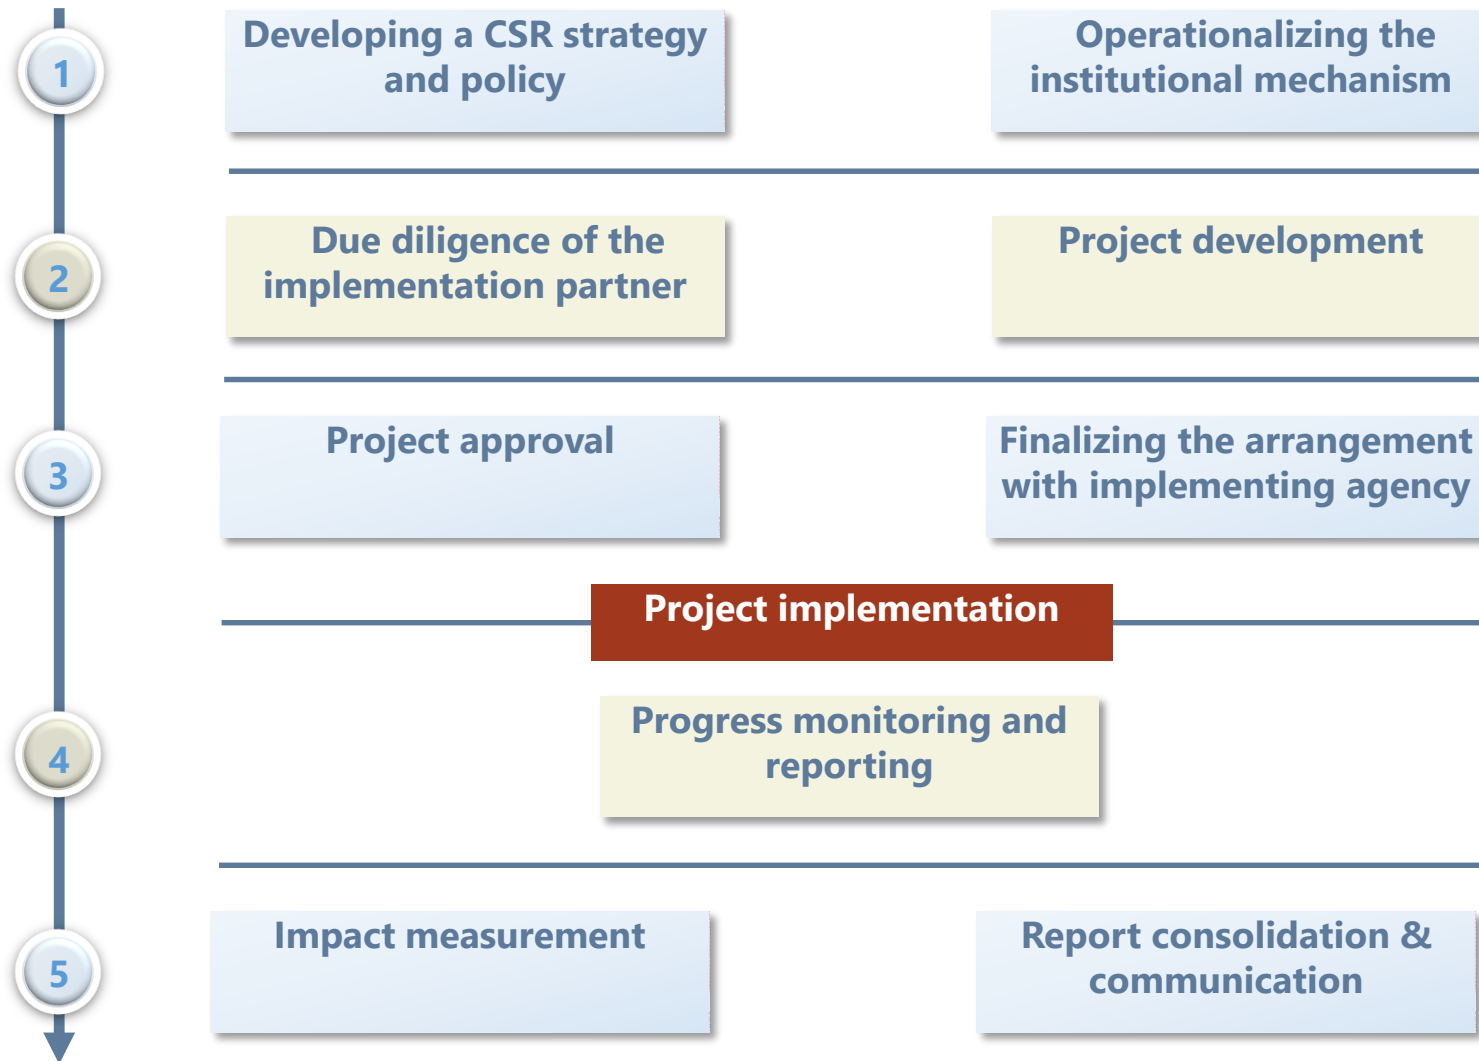 1
Developing a CSR strategy
and policy
Operationalizing the
institutional mechanism
2
Due diligence of the
implementation partner
Project development
3
Project approval
Finalizing the arrangement
with implementing agency
Project implementation
4
Progress monitoring and
reporting
5
Impact measurement
Report consolidation &
communication